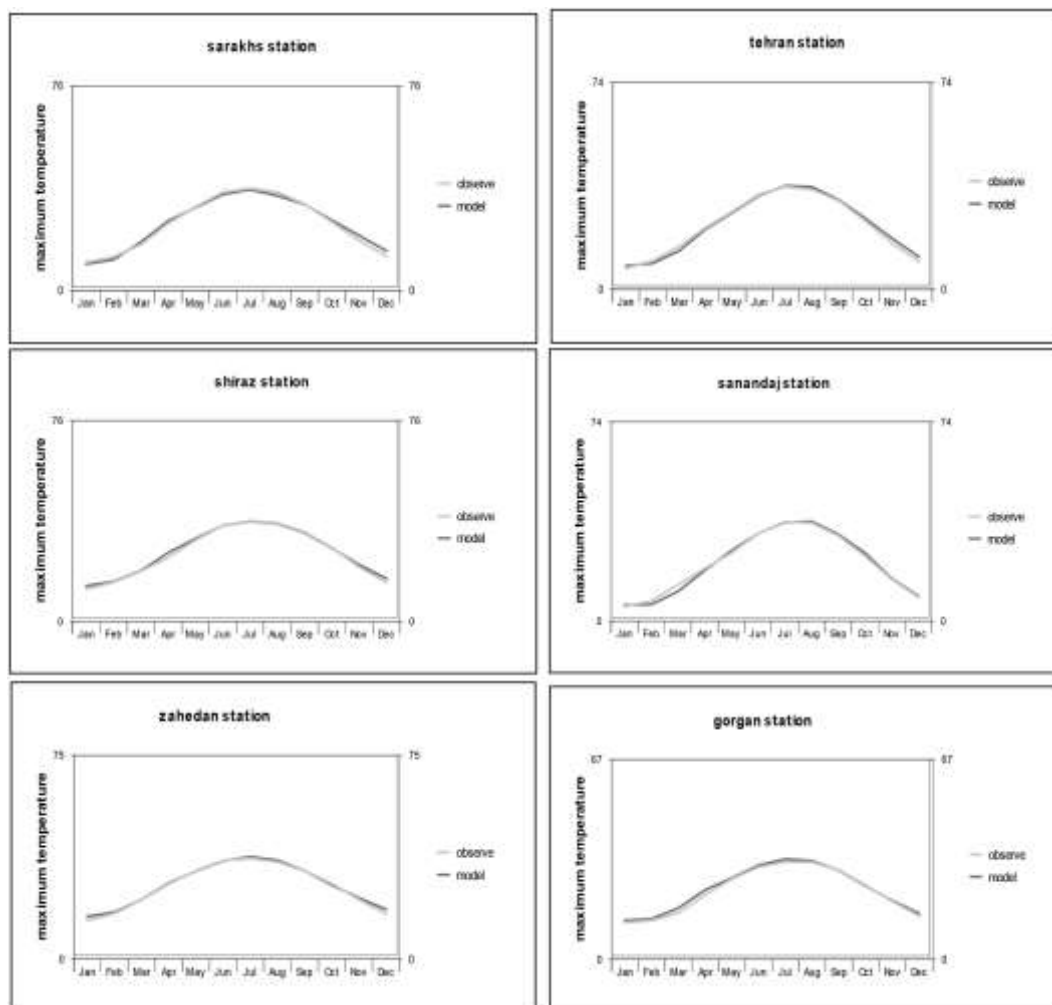 sarakhs station
76 76
maximum temperature
observe
model
0 0
Jan Feb Mar Apr May Jun Jul Aug Sep Oct Nov Dec
tehran station
74 74
maximum temperature
observe
model
0 0
Jan Feb Mar Apr May Jun Jul Aug Sep Oct Nov Dec
shiraz station
76 76
maximum temperature
observe
model
0 0
Jan Feb Mar Apr May Jun Jul Aug Sep Oct Nov Dec
sanandaj station
74 74
maximum temperature
observe
model
0 0
Jan Feb Mar Apr May Jun Jul Aug Sep Oct Nov Dec
zahedan station
75 75
maximum temperature
observe
model
0 0
Jan Feb Mar Apr May Jun Jul Aug Sep Oct Nov Dec
gorgan station
67 67
maximum temperature
observe
model
0 0
Jan Feb Mar Apr May Jun Jul Aug Sep Oct Nov Dec